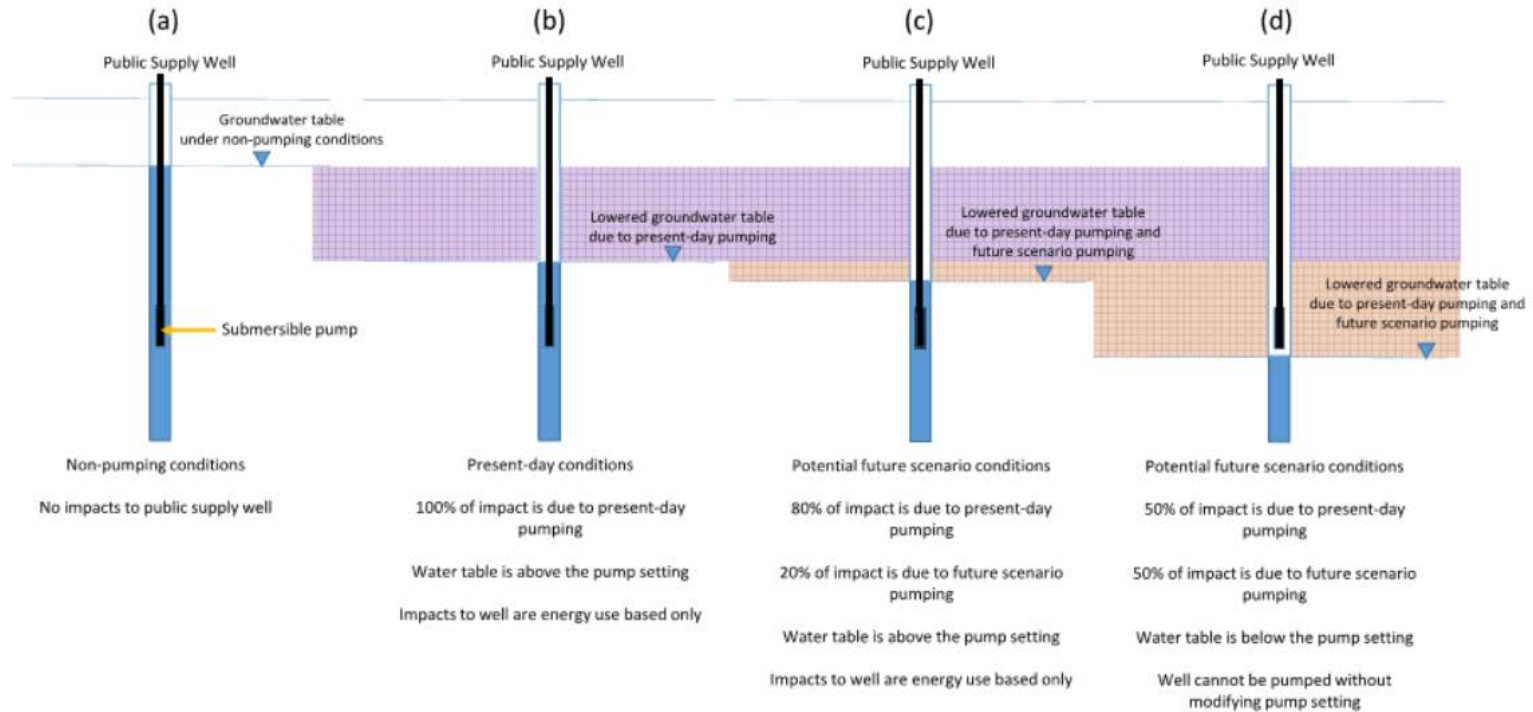 (a)
Public Supply Well
Groundwater table
under non-pumping conditions
Submersible pump
Non-pumping conditions
No impacts to public supply well
(b)
Public Supply Well
Lowered groundwater table
due to present-day pumping
Present-day conditions
100% of impact is due to present-day
pumping
Water table is above the pump setting
Impacts to well are energy use based only
(c)
Public Supply Well
Lowered groundwater table
due to present-day pumping and
future scenario pumping
Potential future scenario conditions
80% of impact is due to present-day
pumping
20% of impact is due to future scenario
pumping
Water table is above the pump setting
Impacts to well are energy use based only
(d)
Public Supply Well
Lowered groundwater table
due to present-day pumping and
future scenario pumping
Potential future scenario conditions
50% of impact is due to present-day
pumping
50% of impact is due to future scenario
pumping
Water table is below the pump setting
Well cannot be pumped without
modifying pump setting